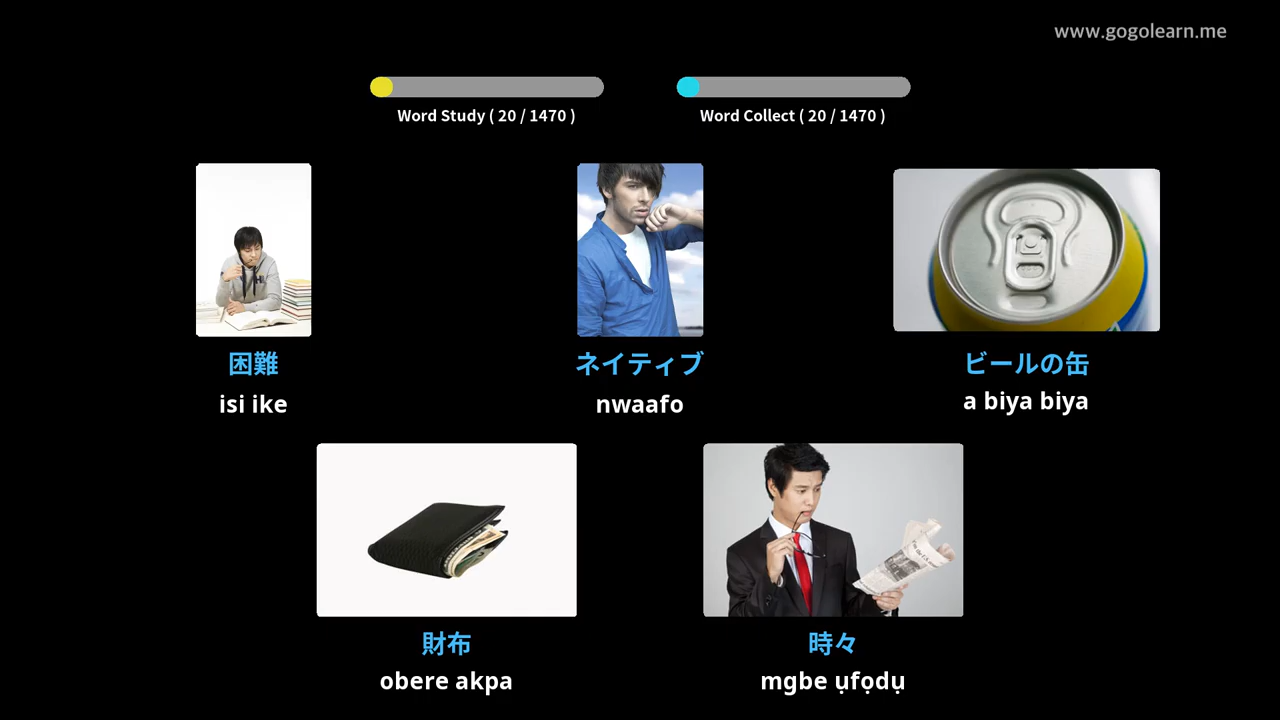 www.gogolearn.me
Word Study ( 20 / 1470 )
Word Collect ( 20 / 1470 )
困難
ネイティブ
ビールの缶
isi ike
nwaafo
a biya biya
財布
時々
obere akpa
mgbe ụfọdụ